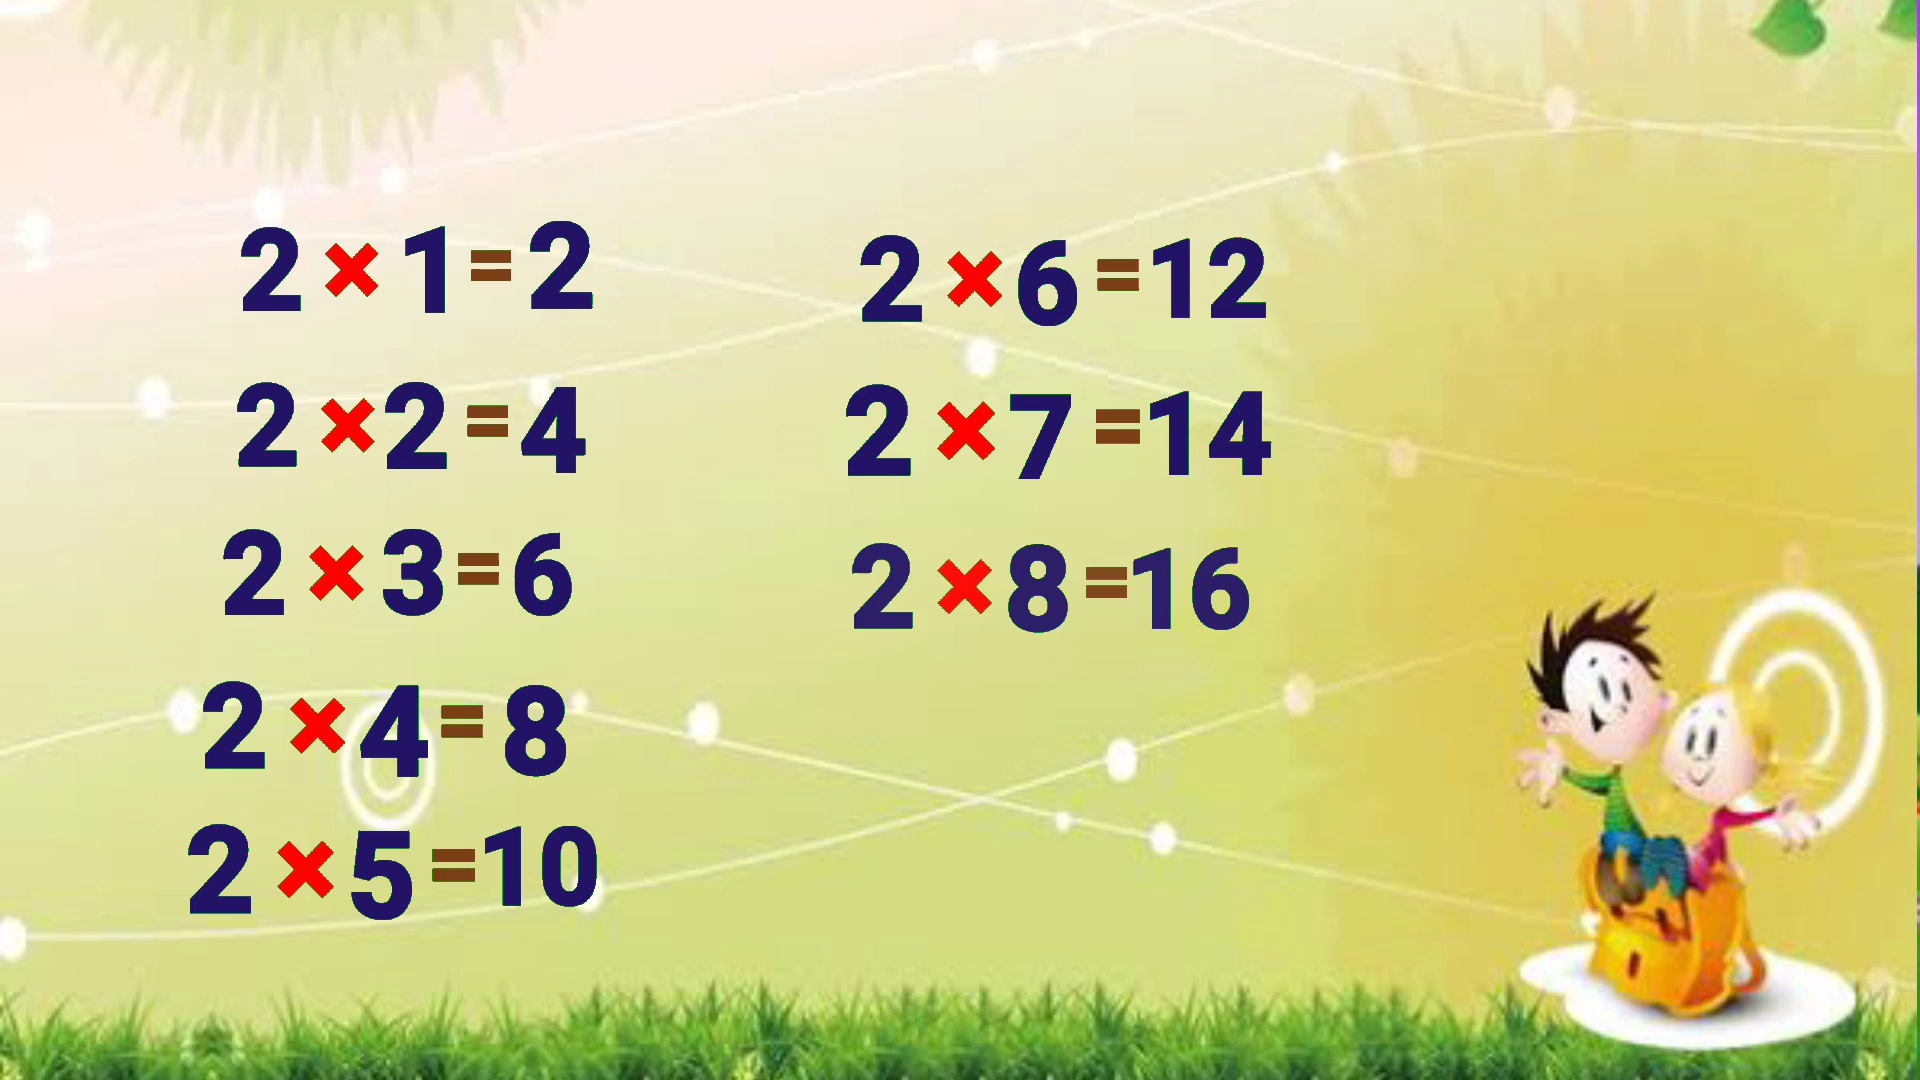 2 × 1 = 2
2 × 2 = 4
2 × 3 = 6
2 × 4 = 8
2 × 5 = 10
2 × 6 = 12
2 × 7 = 14
2 × 8 = 16